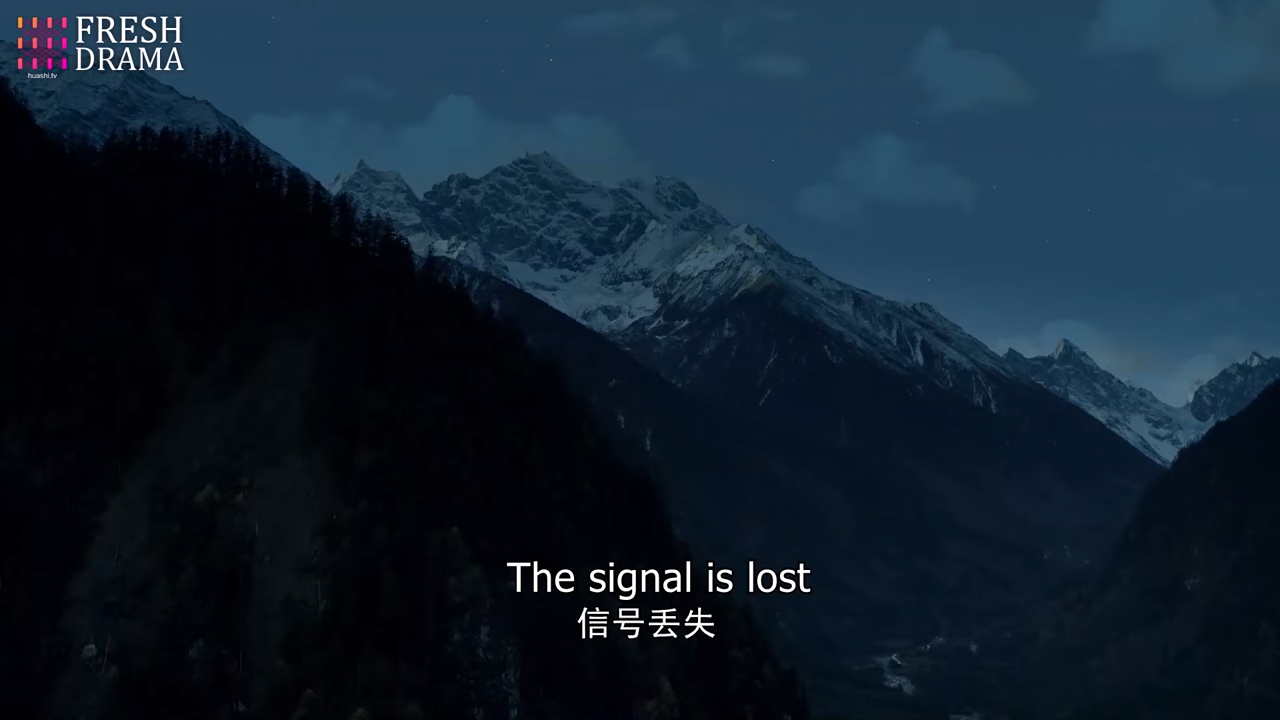 FRESH
DRAMA
huashi.tv
The signal is lost
信号丢失